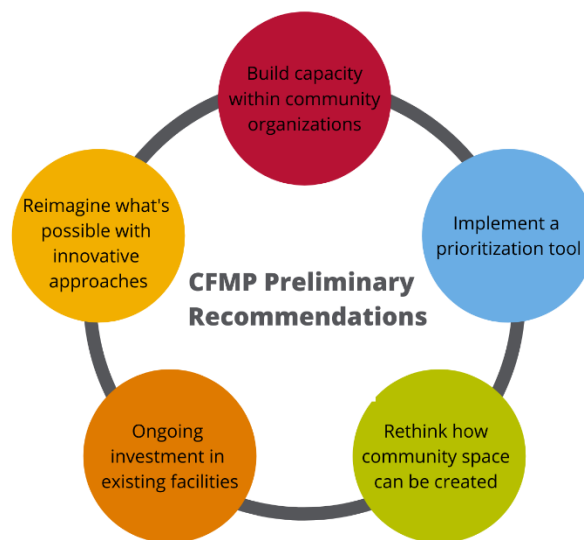 Build capacity
within community
organizations
Implement a
prioritization tool
Rethink how
community space
can be created
Ongoing
investment in
existing facilities
Reimagine what's
possible with
innovative
approaches
CFMP Preliminary
Recommendations